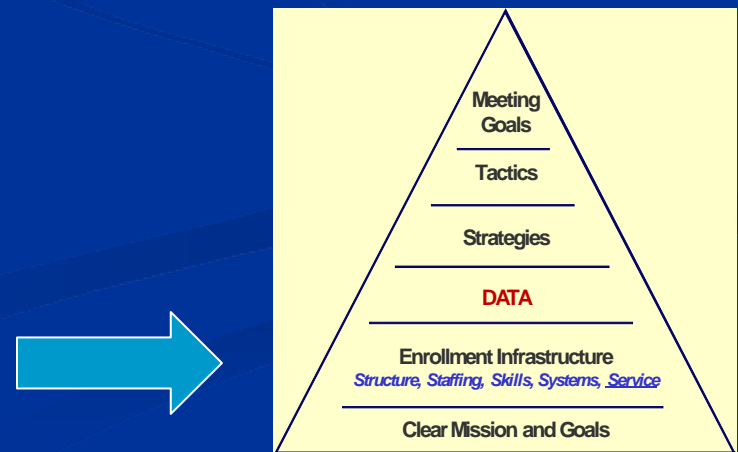 Meeting
Goals
Tactics
Strategies
DATA
Enrollment Infrastructure
Structure, Staffing, Skills, Systems, Service
Clear Mission and Goals